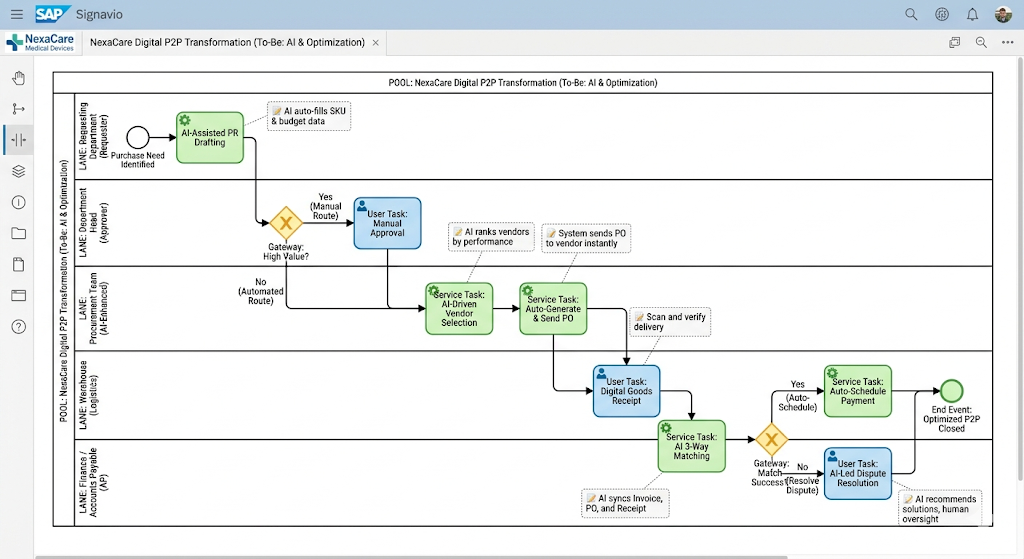 SAP Signavio
NexaCare
Medical Devices
NexaCare Digital P2P Transformation (To-Be: AI & Optimization) ×
POOL: NexaCare Digital P2P Transformation (To-Be: AI & Optimization)
POOL: NexaCare Digital P2P Transformation (To-Be: AI & Optimization)
LANE: Requesting
Department
(Requester)
Purchase Need
Identified
AI-Assisted PR
Drafting
AI auto-fills SKU
& budget data
LANE: Department
Head
(Approver)
X
Gateway:
High Value?
Yes
(Manual
Route)
User Task:
Manual
Approval
No
(Automated
Route)
AI ranks vendors
by performance
System sends PO
to vendor instantly
LANE:
Procurement Team
(AI-Enhanced)
Service Task:
AI-Driven
Vendor
Selection
Service Task:
Auto-Generate
& Send PO
Scan and verify
delivery
LANE: Warehouse
(Logistics)
User Task:
Digital Goods
Receipt
Yes
(Auto-
Schedule)
Service Task:
Auto-Schedule
Payment
End Event:
Optimized P2P
Closed
LANE: Finance /
Accounts Payable
(AP)
Service Task:
AI 3-Way
Matching
X
Gateway:
Match
Success?
No
(Resolve
Dispute)
User Task:
AI-Led Dispute
Resolution
AI syncs Invoice,
PO, and Receipt
AI recommends
solutions, human
oversight